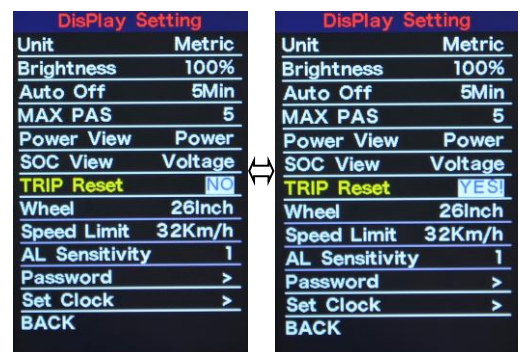 DisPlay Setting
Unit Metric
Brightness 100%
Auto Off 5Min
MAX PAS 5
Power View Power
SOC View Voltage
TRIP Reset NO
Wheel 26Inch
Speed Limit 32Km/h
AL Sensitivity 1
Password >
Set Clock >
BACK
DisPlay Setting
Unit Metric
Brightness 100%
Auto Off 5Min
MAX PAS 5
Power View Power
SOC View Voltage
TRIP Reset YES!
Wheel 26Inch
Speed Limit 32Km/h
AL Sensitivity 1
Password >
Set Clock >
BACK